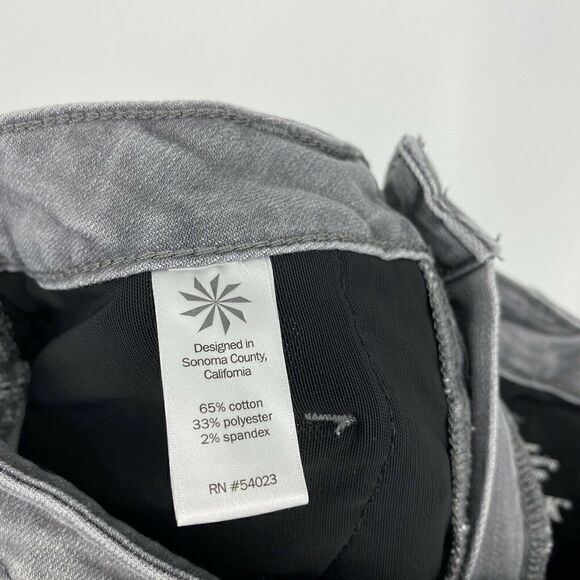 Designed in
Sonoma County,
California
65% cotton
33% polyester
2% spandex
RN #54023